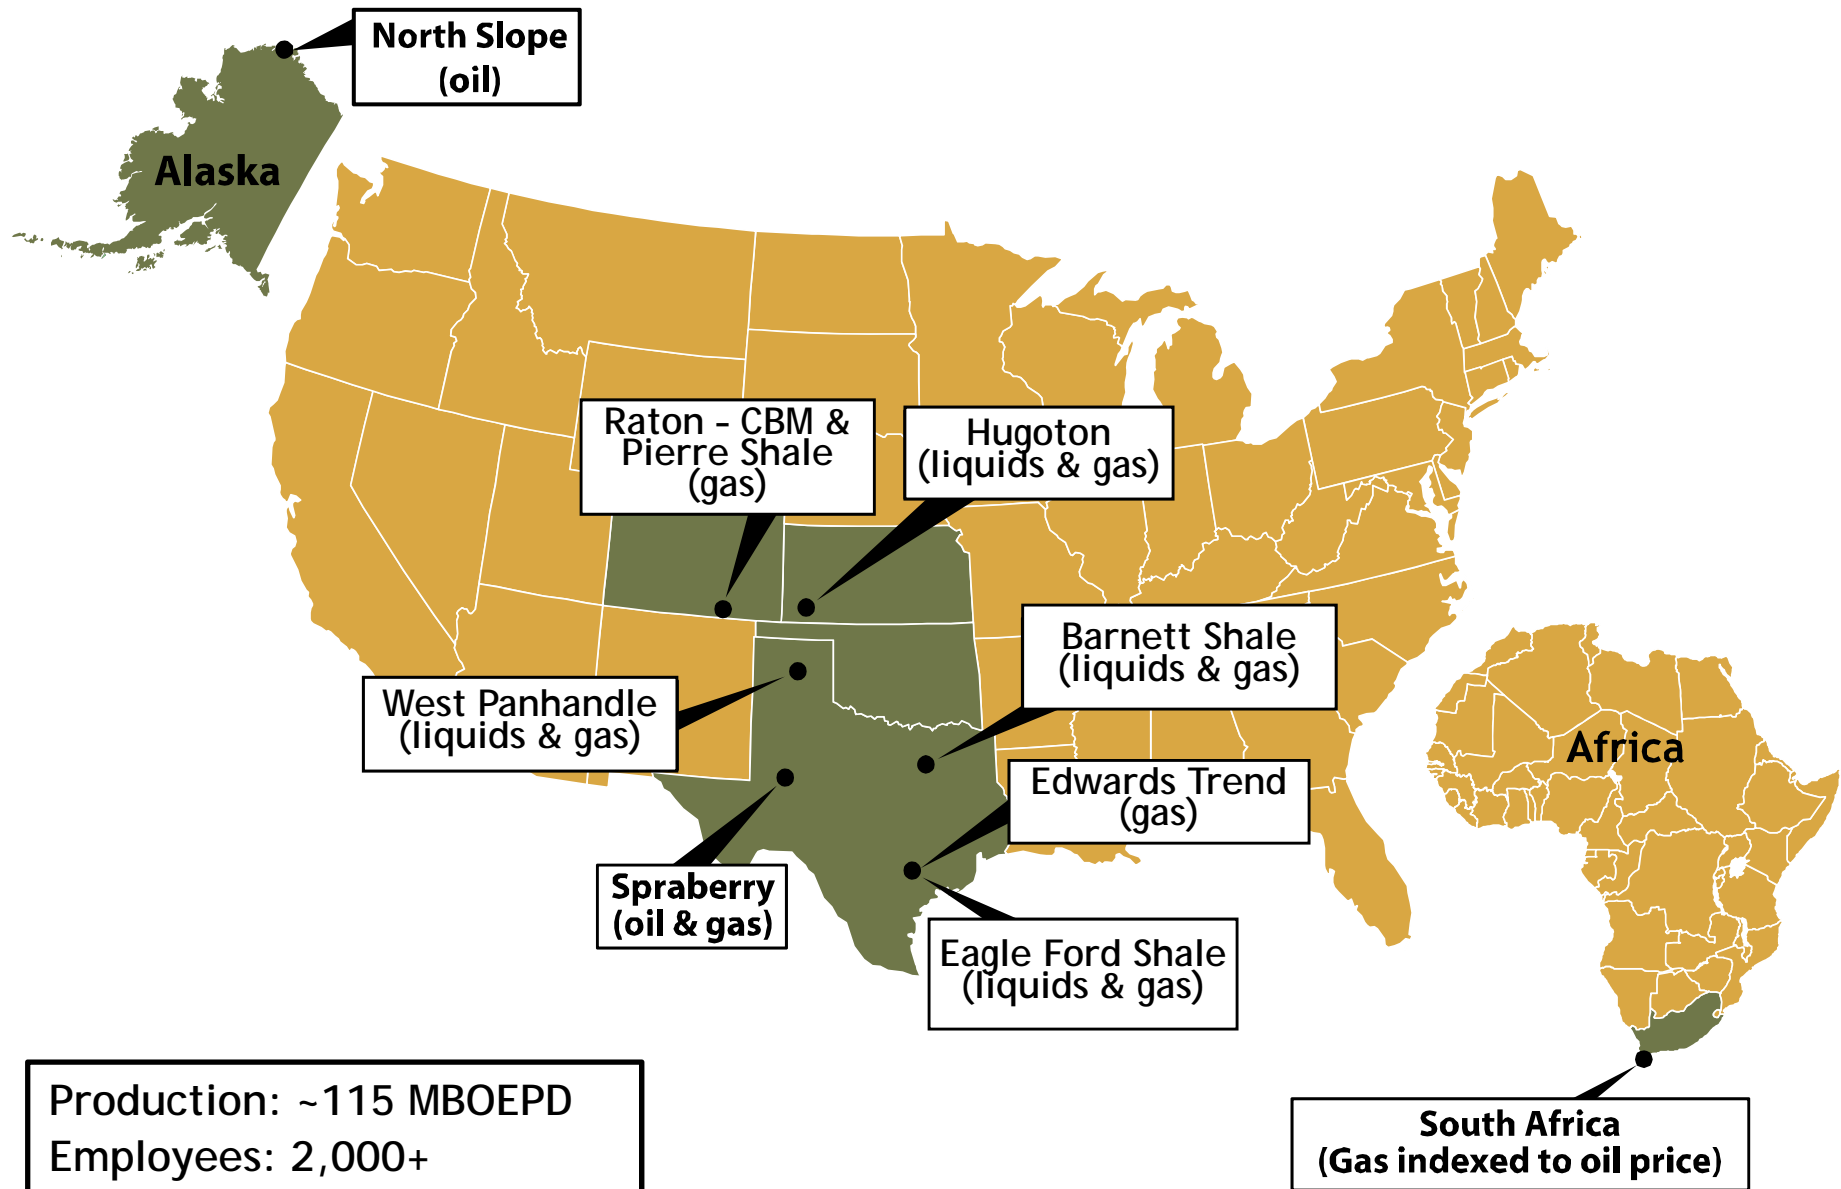 North Slope
(oil)
Alaska
Raton - CBM &
Pierre Shale
(gas)
Hugoton
(liquids & gas)
Barnett Shale
(liquids & gas)
West Panhandle
(liquids & gas)
Africa
Edwards Trend
(gas)
Spraberry
(oil & gas)
Eagle Ford Shale
(liquids & gas)
Production: ~115 MBOEPD
Employees: 2,000+
South Africa
(Gas indexed to oil price)